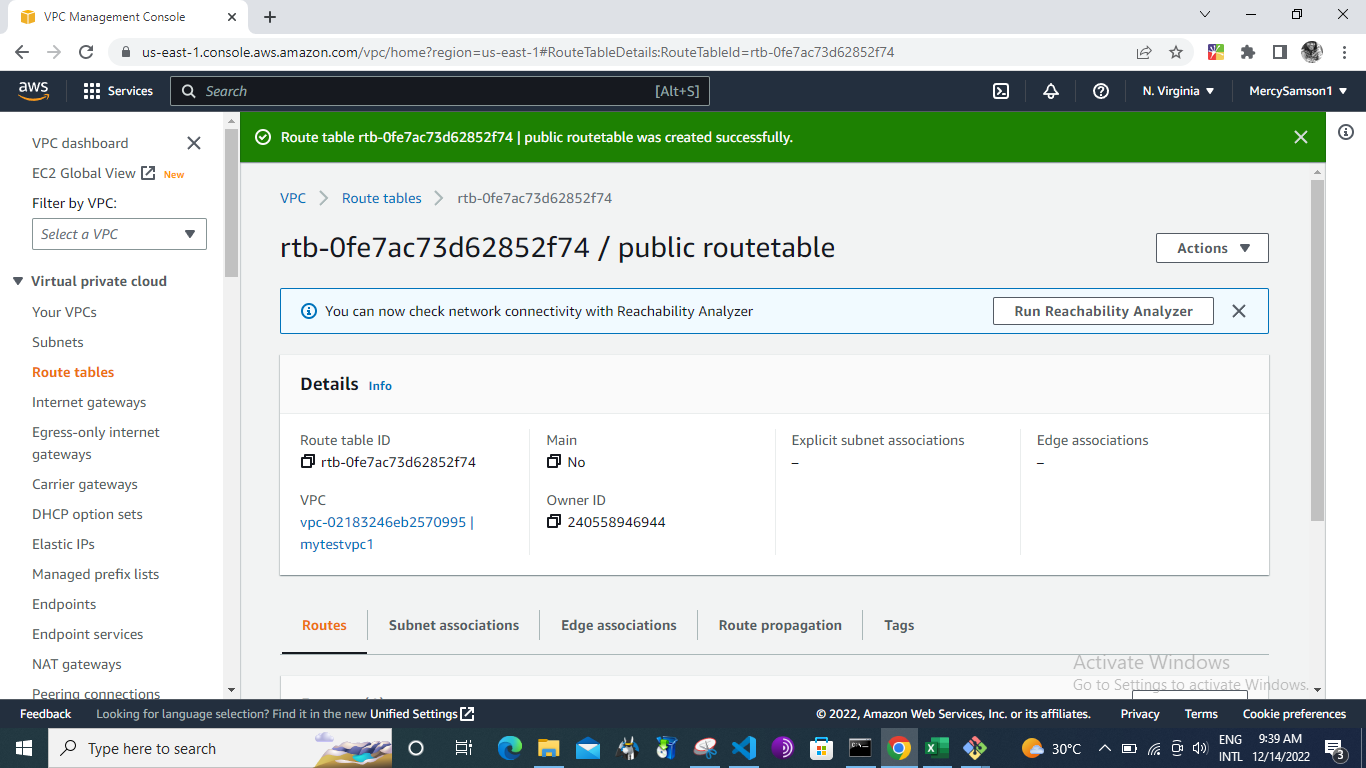 VPC Management Console
us-east-1.console.aws.amazon.com/vpc/home?region=us-east-1#RouteTableDetails:RouteTableId=rtb-0fe7ac73d62852f74
aws
Services
Search
[Alt+S]
N. Virginia
MercySamson1
VPC dashboard
EC2 Global View
New
Filter by VPC:
Select a VPC
Virtual private cloud
Your VPCs
Subnets
Route tables
Internet gateways
Egress-only internet
gateways
Carrier gateways
DHCP option sets
Elastic IPs
Managed prefix lists
Endpoints
Endpoint services
NAT gateways
Peering connections
Route table rtb-0fe7ac73d62852f74 | public routetable was created successfully.
VPC
Route tables
rtb-0fe7ac73d62852f74
rtb-0fe7ac73d62852f74 / public routetable
Actions
You can now check network connectivity with Reachability Analyzer
Run Reachability Analyzer
Details
Info
Route table ID
rtb-0fe7ac73d62852f74
Main
No
Explicit subnet associations
–
Edge associations
–
VPC
vpc-02183246eb2570995 |
mytestvpc1
Owner ID
240558946944
Routes
Subnet associations
Edge associations
Route propagation
Tags
Activate Windows
Go to Settings to activate Windows.
Feedback
Looking for language selection? Find it in the new Unified Settings
© 2022, Amazon Web Services, Inc. or its affiliates.
Privacy
Terms
Cookie preferences
Type here to search
30°C
ENG
INTL
9:39 AM
12/14/2022
3